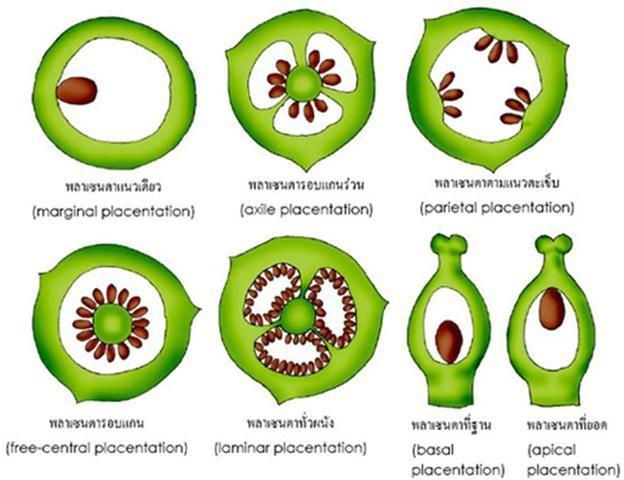 พลาเซนตาแนวเดียว
(marginal placentation)
พลาเซนตารอบแกนร่วม
(axile placentation)
พลาเซนตาตามแนวตะเข็บ
(parietal placentation)
พลาเซนตารอบแกน
(free-central placentation)
พลาเซนตาทั่วผนัง
(laminar placentation)
พลาเซนตาที่ฐาน
(basal
placentation)
พลาเซนตาที่ยอด
(apical
placentation)